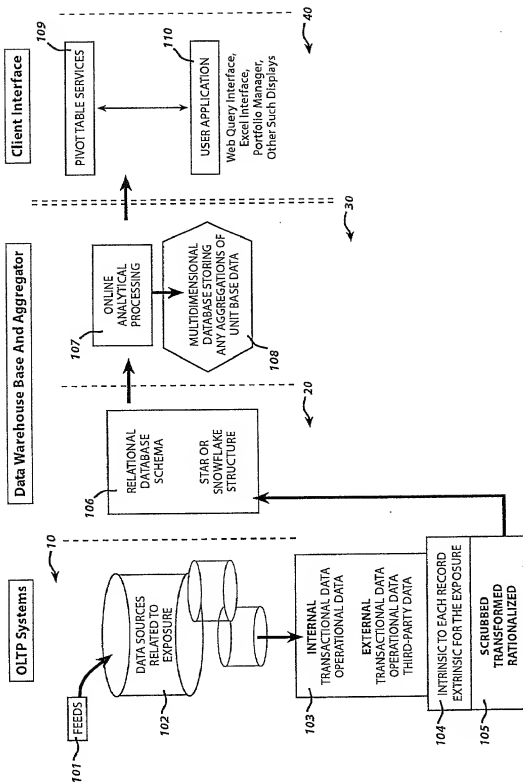 OLTP Systems
Data Warehouse Base And Aggregator
Client Interface
10
101
FEEDS
DATA SOURCES
RELATED TO
EXPOSURE
102
103
INTERNAL
TRANSACTIONAL DATA
OPERATIONAL DATA
EXTERNAL
TRANSACTIONAL DATA
OPERATIONAL DATA
THIRD-PARTY DATA
104
INTRINSIC TO EACH RECORD
EXTRINSIC FOR THE EXPOSURE
105
SCRUBBED
TRANSFORMED
RATIONALIZED
106
RELATIONAL
DATABASE
SCHEMA
STAR OR
SNOWFLAKE
STRUCTURE
20
107
ONLINE
ANALYTICAL
PROCESSING
MULTIDIMENSIONAL
DATABASE STORING
ANY AGGREGATIONS OF
UNIT BASE DATA
108
30
109
PIVOT TABLE SERVICES
110
USER APPLICATION
Web Query Interface,
Excel Interface,
Portfolio Manager,
Other Such Displays
40